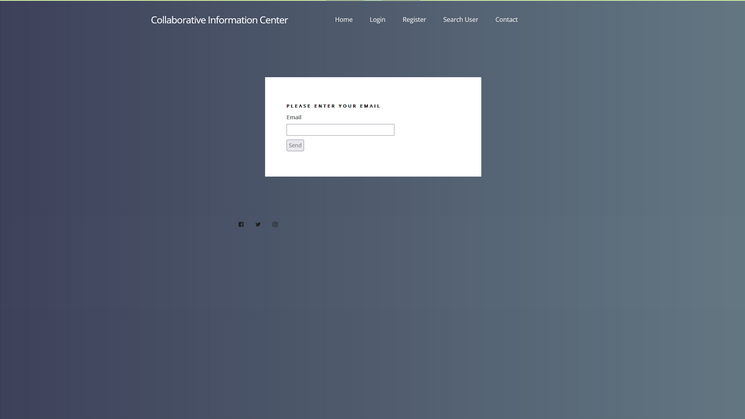 Collaborative Information Center
Home Login Register Search User Contact
PLEASE ENTER YOUR EMAIL
Email
Send